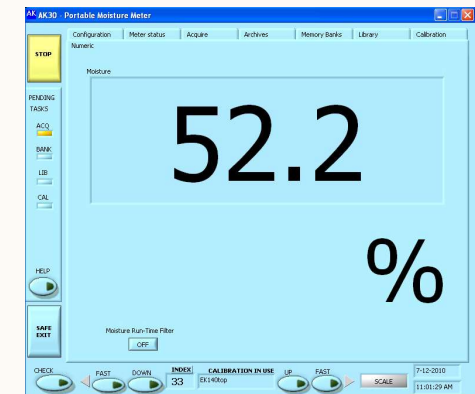 AK AK30 - Portable Moisture Meter
Configuration Meter status Acquire Archives Memory Banks Library Calibration
Numeric
STOP
Moisture
52.2
%
PENDING
TASKS
ACQ
BANK
LIB
CAL
HELP
SAFE
EXIT
Moisture Run-Time Filter
OFF
CHECK
FAST
DOWN
INDEX
33
CALIBRATION IN USE
EK140top
UP
FAST
SCALE
7-12-2010
11:01:29 AM